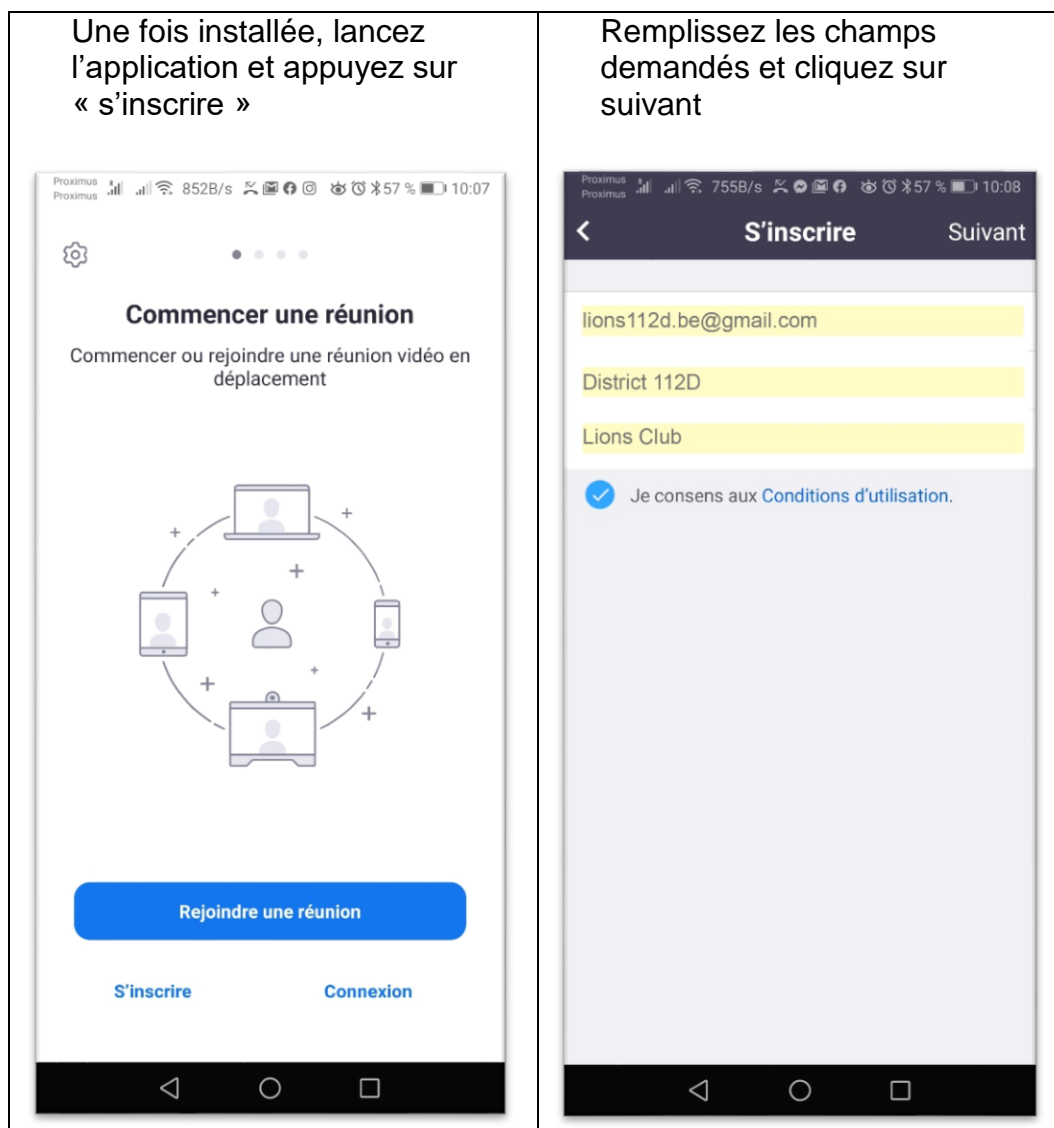 Une fois installée, lancez
l’application et appuyez sur
« s’inscrire »
Proximus
Proximus
852B/s
57 %
10:07
Commencer une réunion
Commencer ou rejoindre une réunion vidéo en
déplacement
Rejoindre une réunion
S’inscrire
Connexion
Remplissez les champs
demandés et cliquez sur
suivant
Proximus
Proximus
755B/s
57 %
10:08
S’inscrire
Suivant
lions112d.be@gmail.com
District 112D
Lions Club
Je consens aux Conditions d’utilisation.